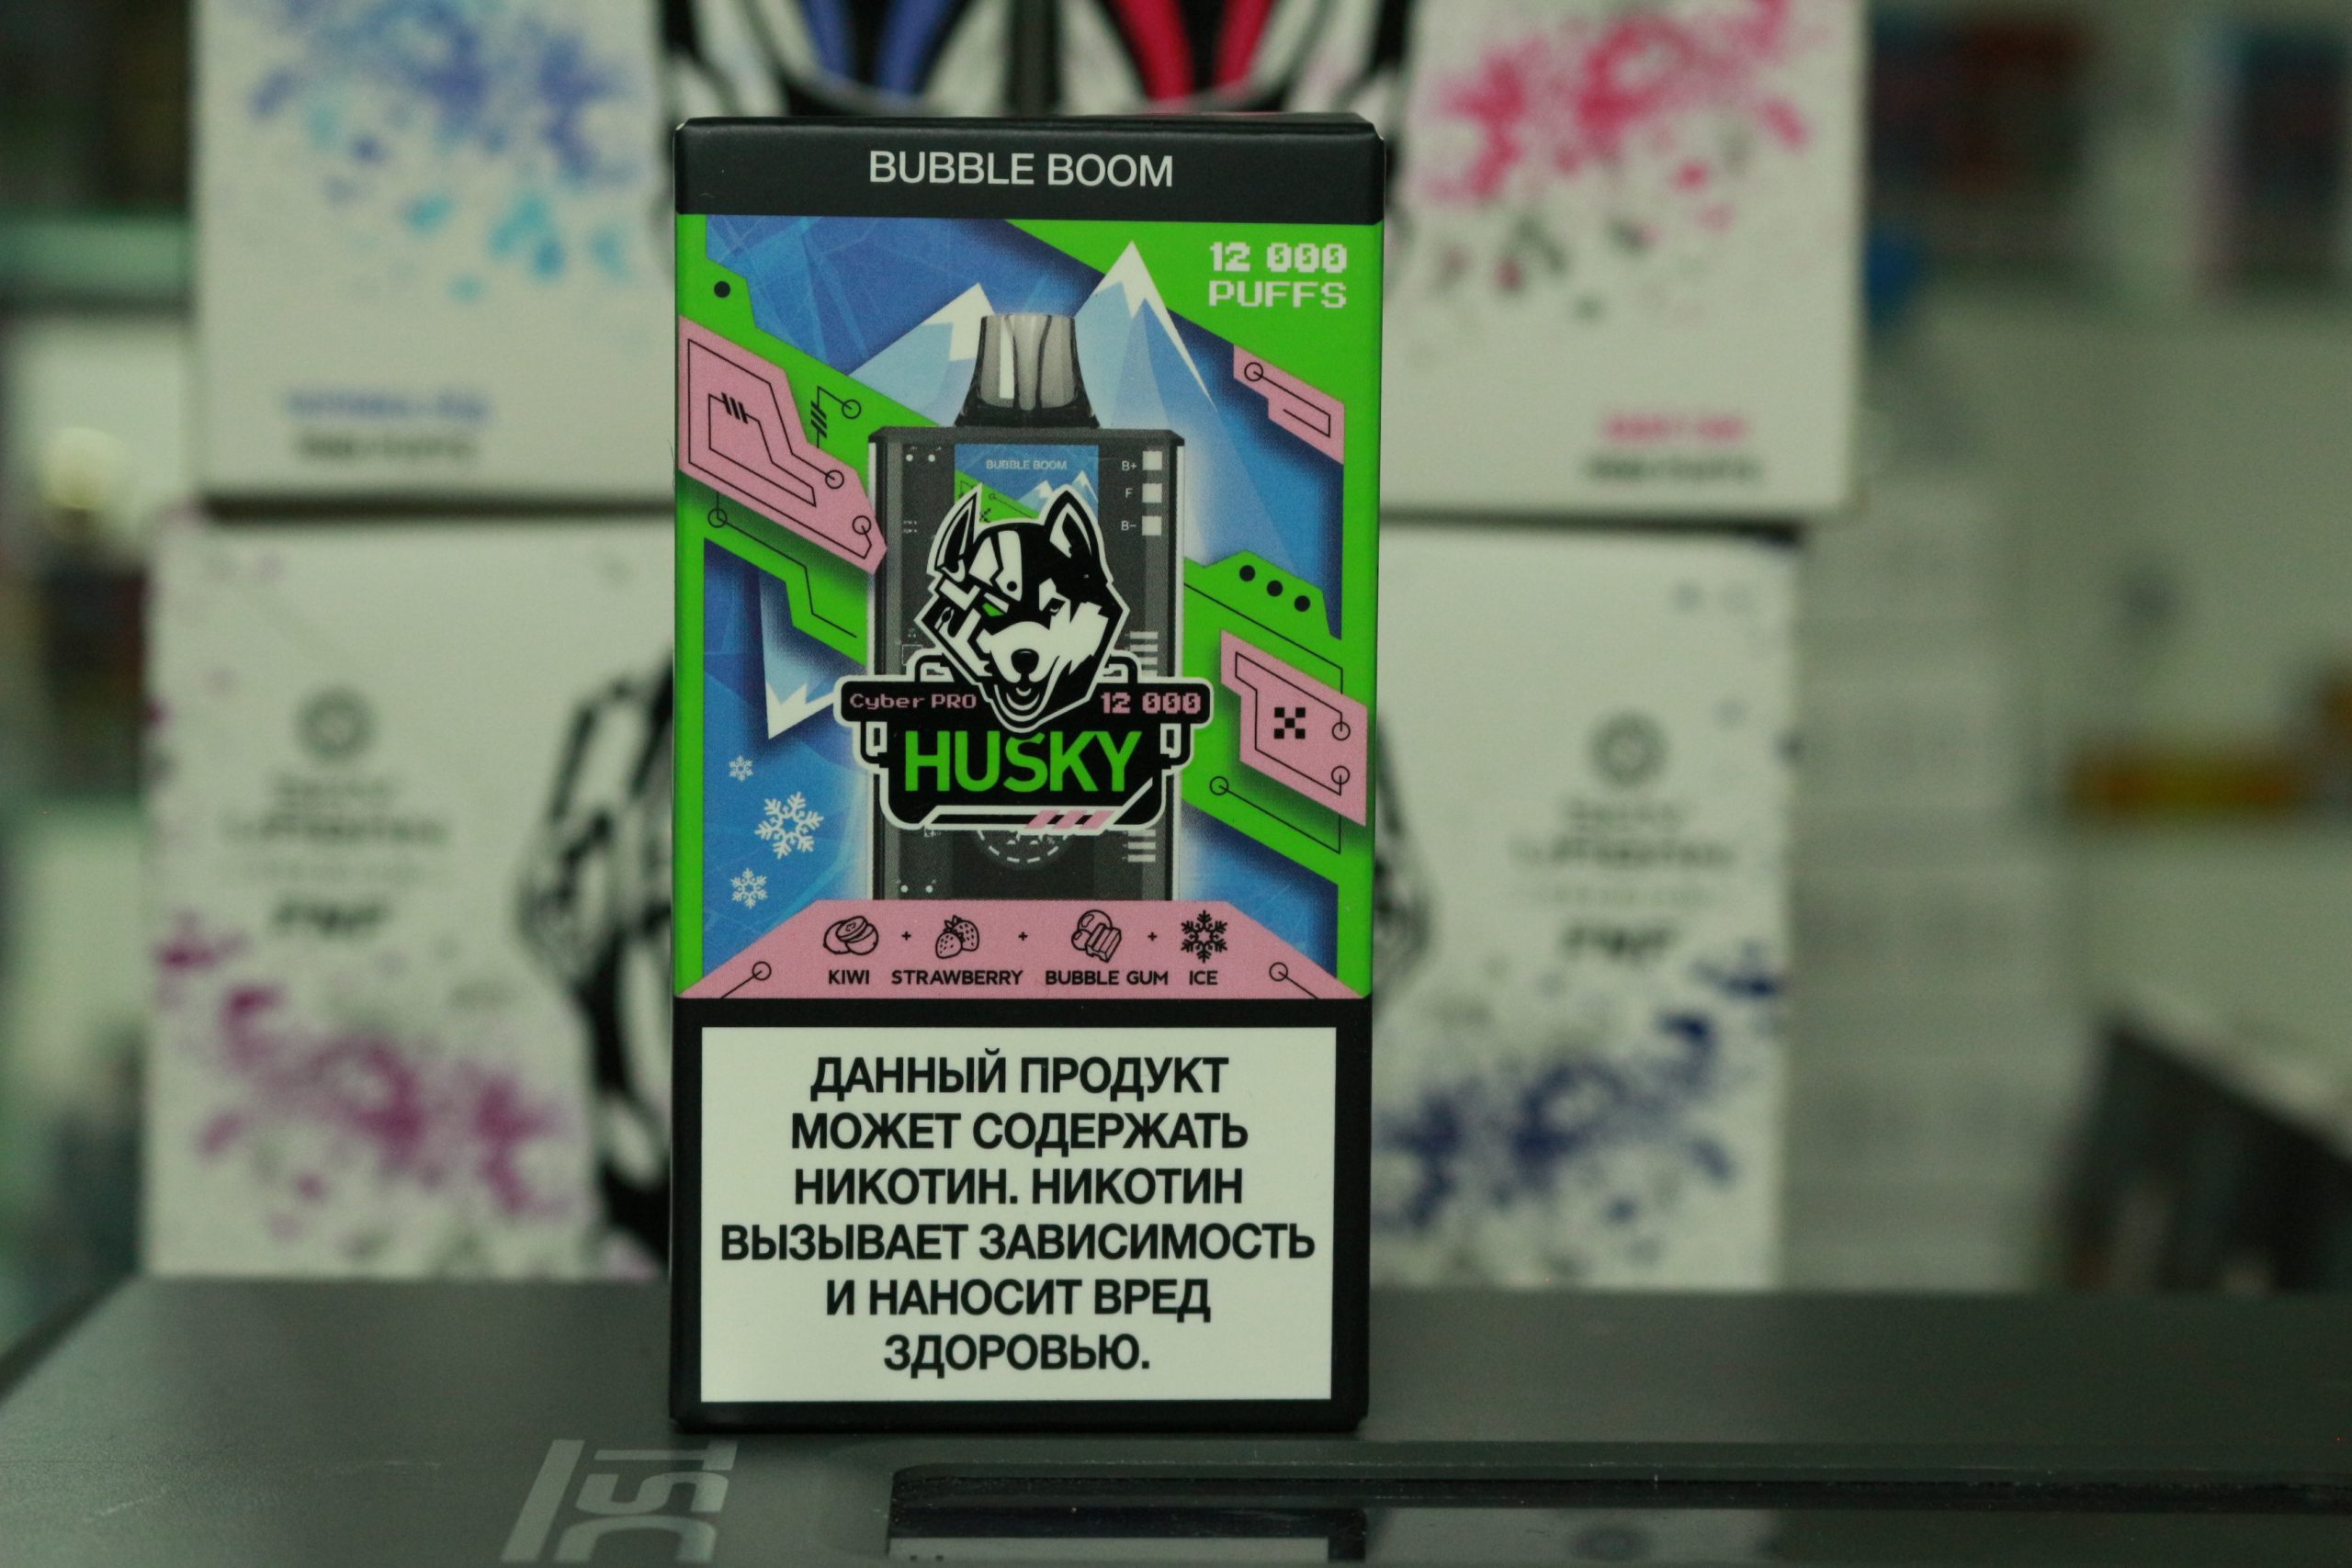 BUBBLE BOOM
12 000
PUFFS
BUBBLE BOOM
B+
F
B-
Cyber PRO 12 000
HUSKY
KIWI + STRAWBERRY + BUBBLE GUM + ICE
ДАННЫЙ ПРОДУКТ
МОЖЕТ СОДЕРЖАТЬ
НИКОТИН. НИКОТИН
ВЫЗЫВАЕТ ЗАВИСИМОСТЬ
И НАНОСИТ ВРЕД
ЗДОРОВЬЮ.